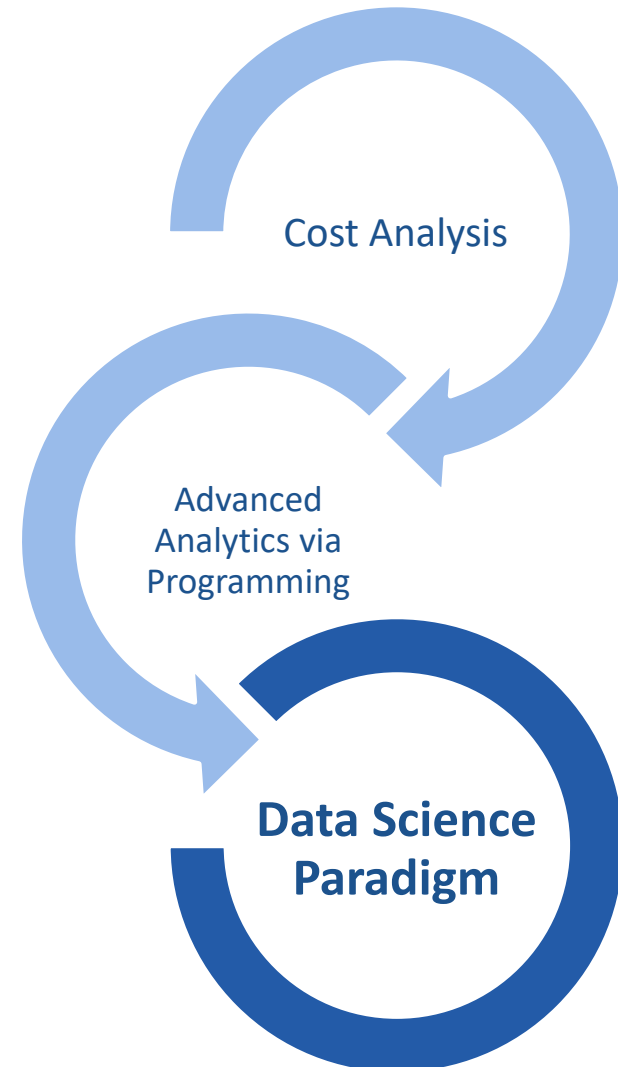 Cost Analysis
Advanced
Analytics via
Programming
Data Science
Paradigm